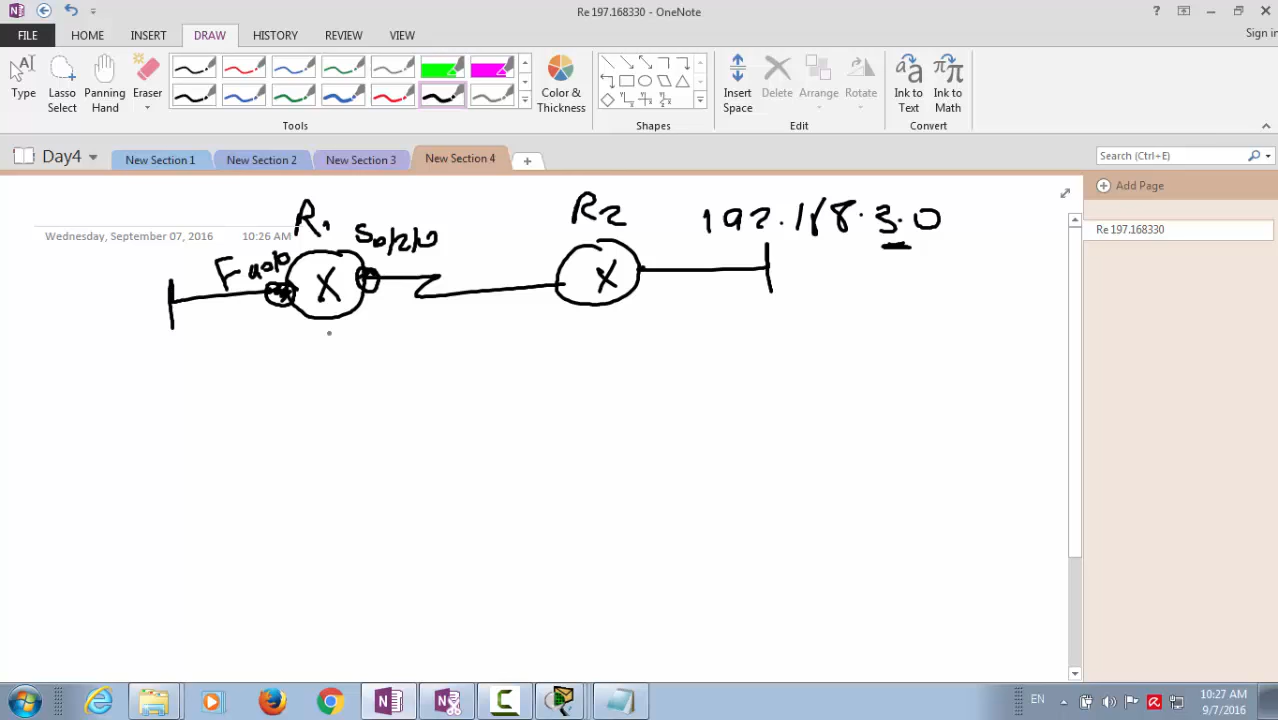 Re 197.168330 - OneNote
FILE HOME INSERT DRAW HISTORY REVIEW VIEW Sign in
Type Lasso Select Panning Hand Eraser Color & Thickness Insert Space Delete Arrange Rotate Ink to Text Ink to Math
Tools Shapes Edit Convert
Day4 New Section 1 New Section 2 New Section 3 New Section 4 Search (Ctrl+E)
Add Page
Re 197.168330
Wednesday, September 07, 2016 10:26 AM
R1 R2 192.168.3.0
Fa0/0 S0/2/0
X X
EN 10:27 AM
9/7/2016